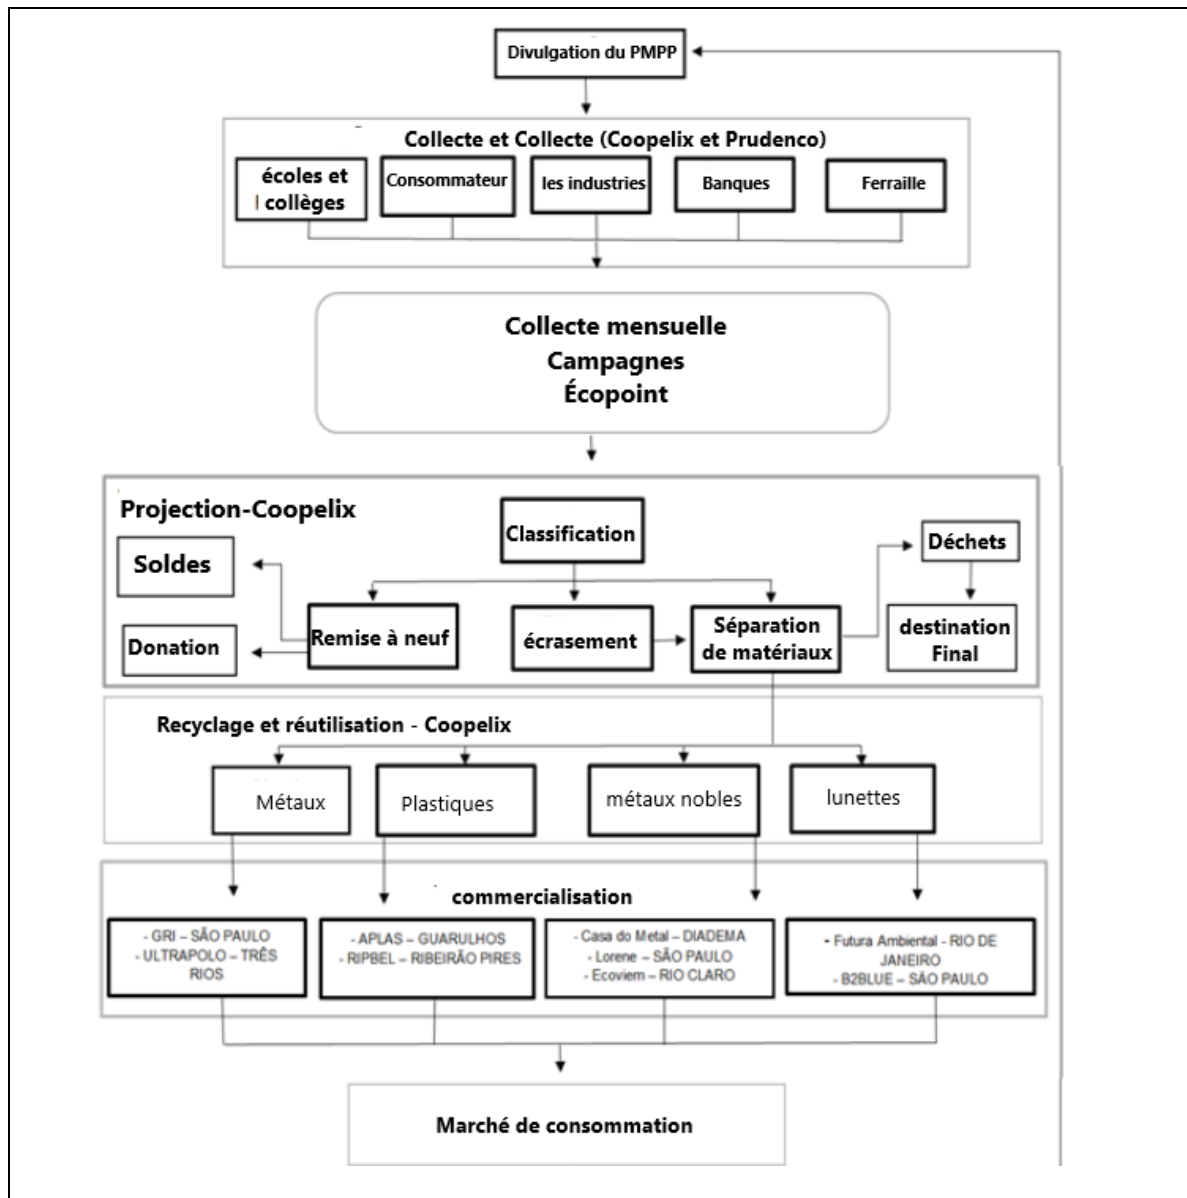 Divulgation du PMPP
Collecte et Collecte (Coopelix et Prudenco)
écoles et
collèges
Consommateur
les industries
Banques
Ferraille
Collecte mensuelle
Campagnes
Écopoint
Projection-Coopelix
Classification
Soldes
Donation
Remise à neuf
écrasement
Séparation
de matériaux
Déchets
destination
Final
Recyclage et réutilisation - Coopelix
Métaux
Plastiques
métaux nobles
lunettes
commercialisation
- GRI – SÃO PAULO
- ULTRAPOLO – TRÊS
RIOS
- APLAS – GUARULHOS
- RIPBEL – RIBEIRÃO PIRES
- Casa do Metal – DIADEMA
- Lorene – SÃO PAULO
- Ecoviem – RIO CLARO
- Futura Ambiental - RIO DE
JANEIRO
- B2BLUE – SÃO PAULO
Marché de consommation